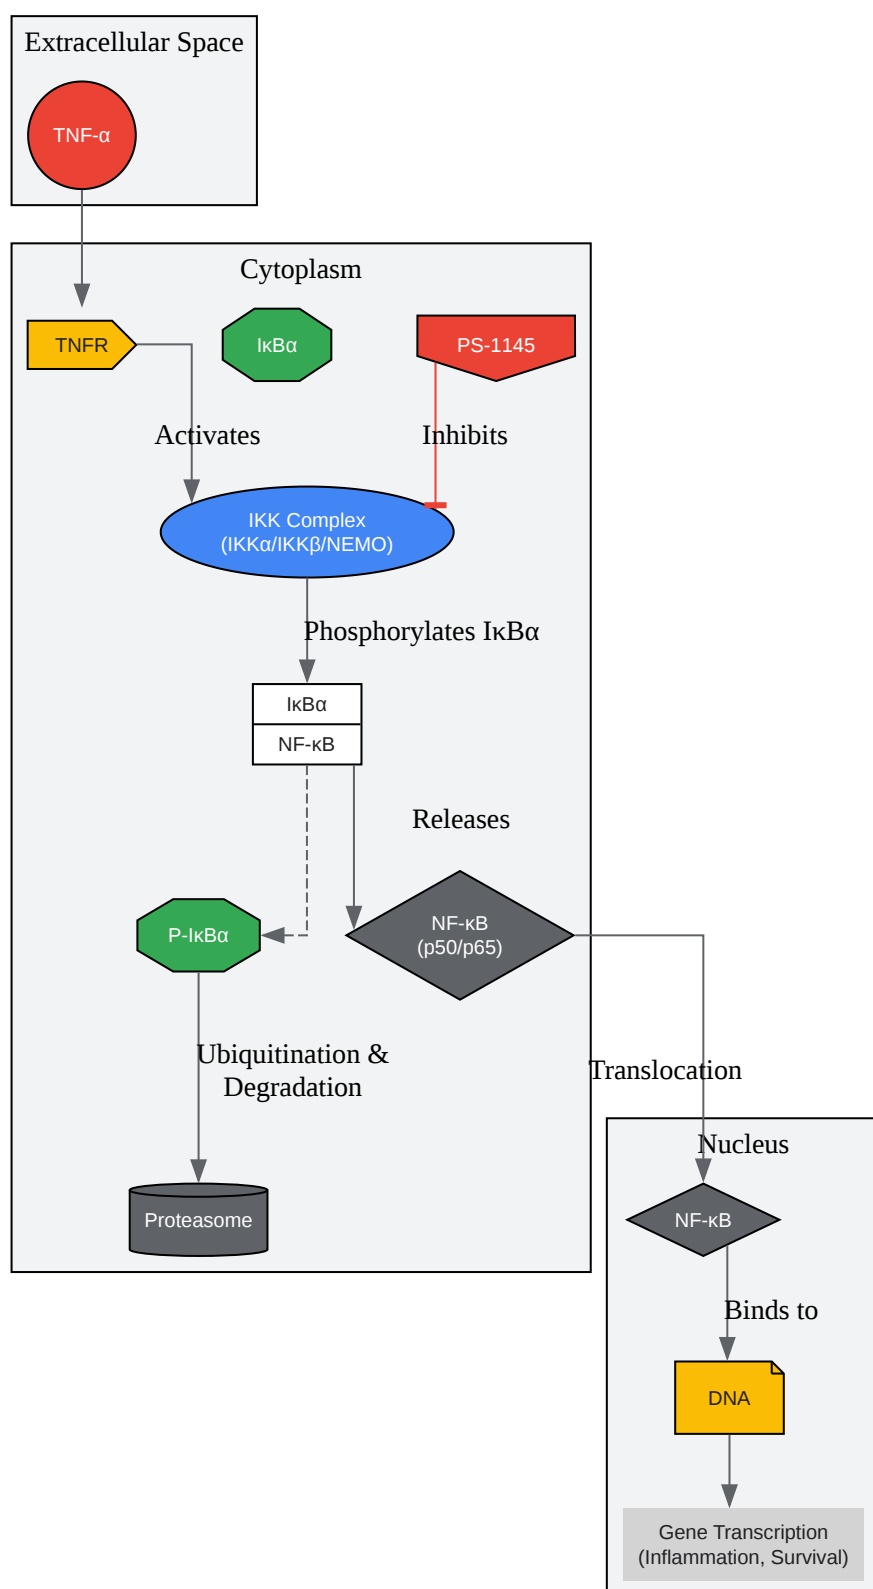 Extracellular Space
TNF-α
Cytoplasm
TNFR
IκBα
PS-1145
Activates
Inhibits
IKK Complex
(IKKα/IKKβ/NEMO)
Phosphorylates IκBα
IκBα
NF-κB
Releases
P-IκBα
NF-κB
(p50/p65)
Ubiquitination &
Degradation
Translocation
Nucleus
Proteasome
NF-κB
Binds to
DNA
Gene Transcription
(Inflammation, Survival)